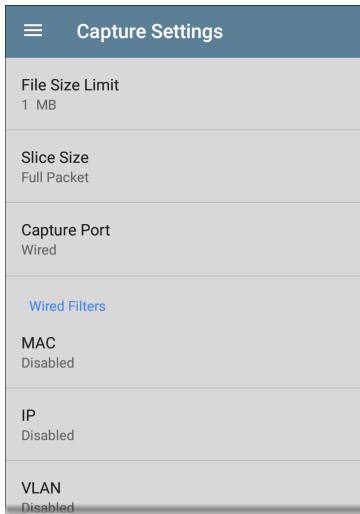 Capture Settings
File Size Limit
1 MB
Slice Size
Full Packet
Capture Port
Wired
Wired Filters
MAC
Disabled
IP
Disabled
VLAN
Disabled